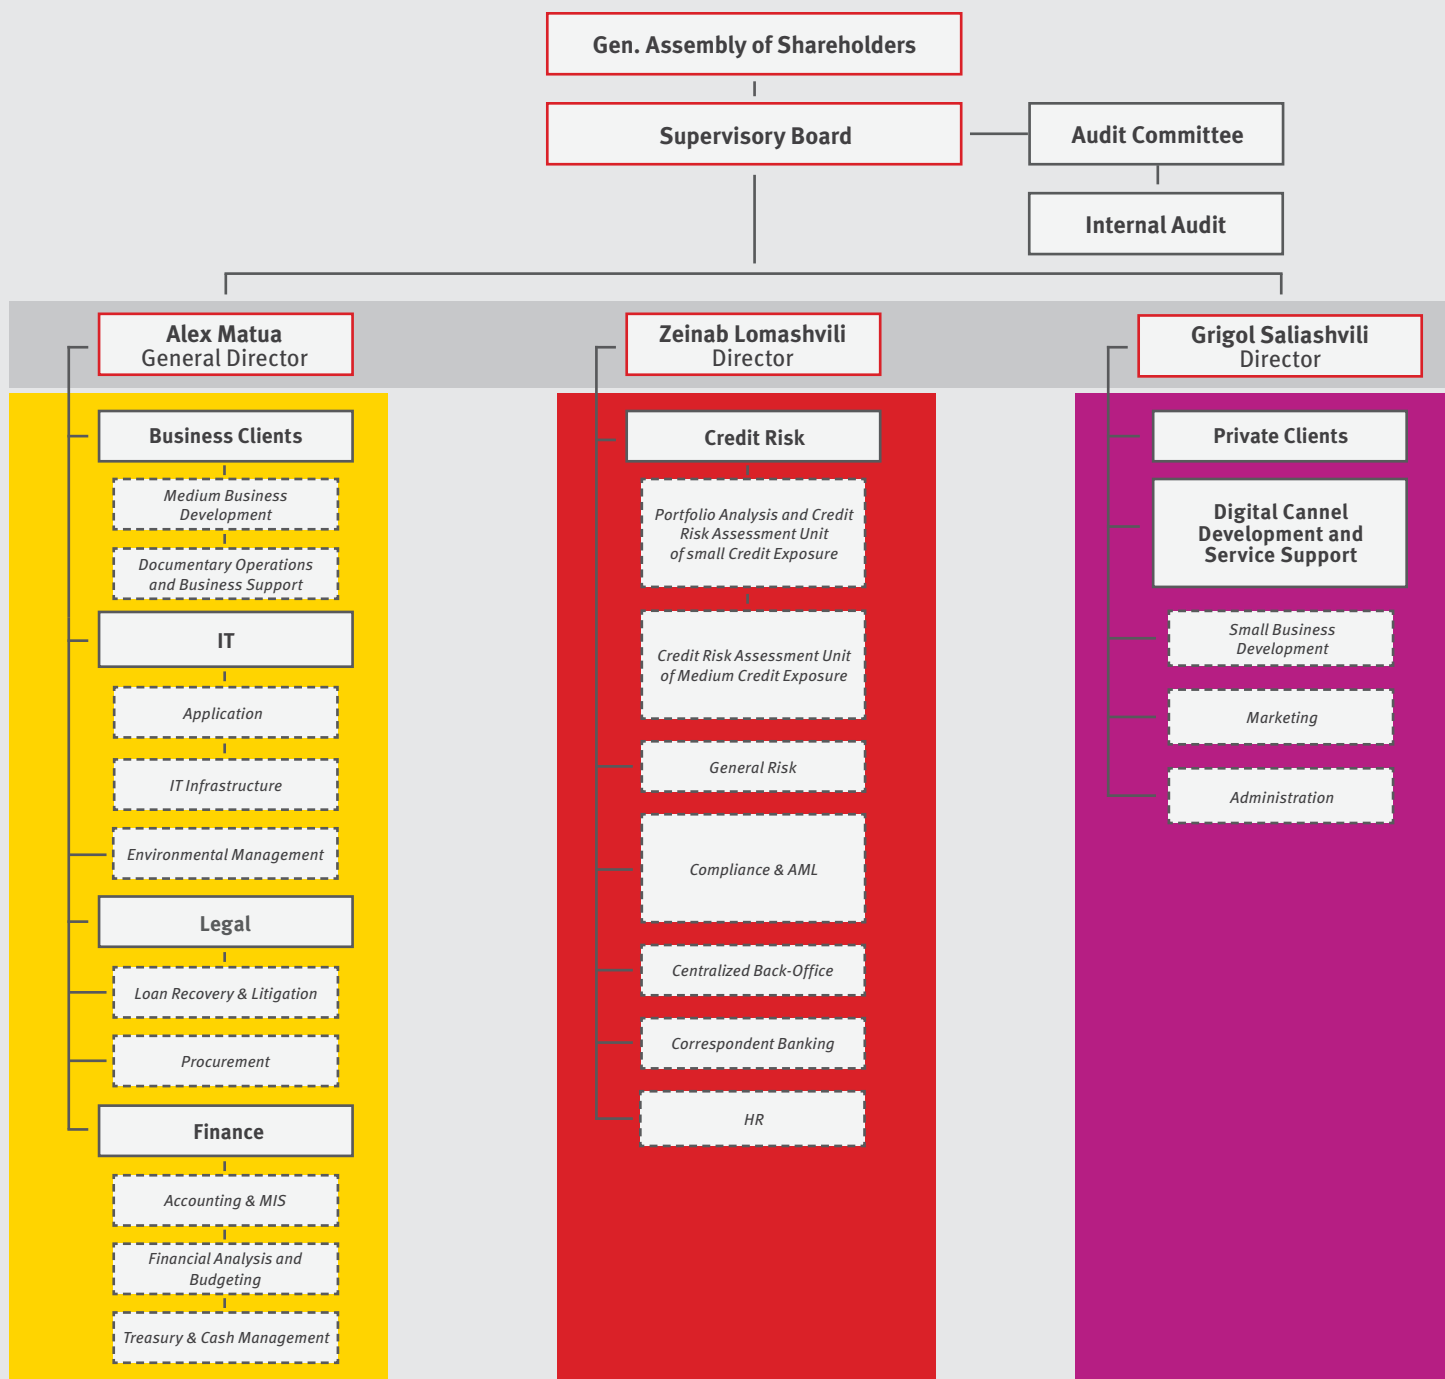 Gen. Assembly of Shareholders
Supervisory Board
Audit Committee
Internal Audit
Alex Matua
General Director
Zeinab Lomashvili
Director
Grigol Saliashvili
Director
Business Clients
Medium Business
Development
Documentary Operations
and Business Support
IT
Application
IT Infrastructure
Environmental Management
Legal
Loan Recovery & Litigation
Procurement
Finance
Accounting & MIS
Financial Analysis and
Budgeting
Treasury & Cash Management
Credit Risk
Portfolio Analysis and Credit
Risk Assessment Unit
of small Credit Exposure
Credit Risk Assessment Unit
of Medium Credit Exposure
General Risk
Compliance & AML
Centralized Back-Office
Correspondent Banking
HR
Private Clients
Digital Cannel
Development and
Service Support
Small Business
Development
Marketing
Administration